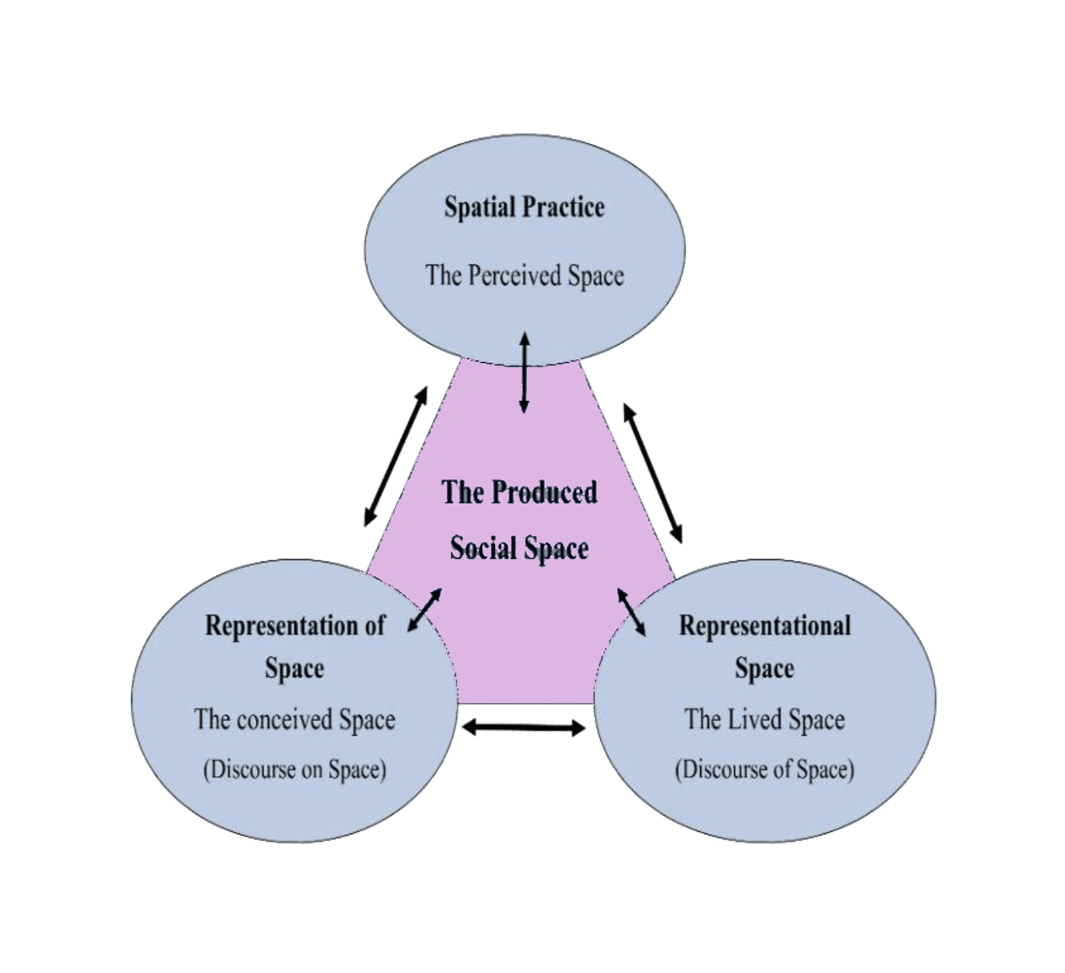 Spatial Practice
The Perceived Space
The Produced
Social Space
Representation of
Space
The conceived Space
(Discourse on Space)
Representational
Space
The Lived Space
(Discourse of Space)